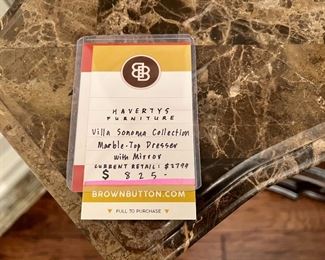 BB
HAVERTYS
FURNITURE
Villa Sonoma Collection
Marble-Top Dresser
with Mirror
CURRENT RETAIL: $2799
$ 825-
BROWNBUTTON.COM
PULL TO PURCHASE